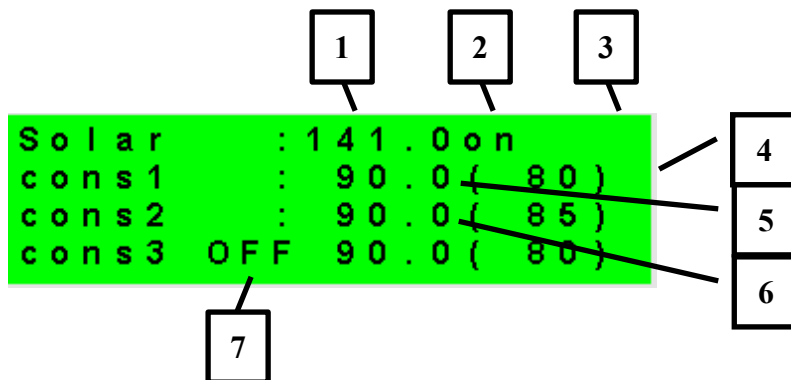 1 2 3
Solar :141.0on
cons1 : 90.0( 80)
cons2 : 90.0( 85)
cons3 OFF 90.0( 80)
4
5
6
7